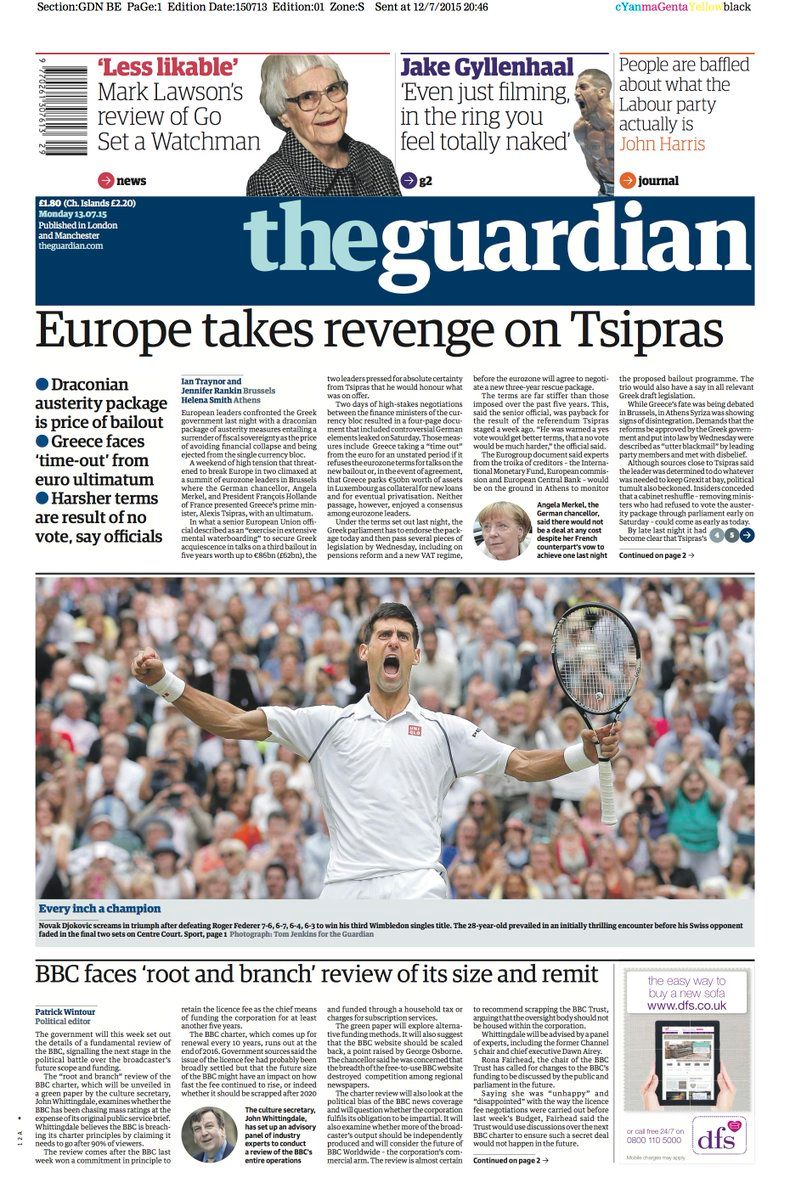 Section:GDN BE PaGe:1 Edition Date:150713 Edition:01 Zone:S Sent at 12/7/2015 20:46
cYanmaGentaYellowblack
9 770261 307613
29
‘Less likable’
Mark Lawson’s
review of Go
Set a Watchman
news
Jake Gyllenhaal
‘Even just filming,
in the ring you
feel totally naked’
g2
People are baffled
about what the
Labour party
actually is
John Harris
journal
£1.80 (Ch. Islands £2.20)
Monday 13.07.15
Published in London
and Manchester
theguardian.com
theguardian
Europe takes revenge on Tsipras
Draconian
austerity package
is price of bailout
Greece faces
‘time-out’ from
euro ultimatum
Harsher terms
are result of no
vote, say officials
Ian Traynor and
Jennifer Rankin Brussels
Helena Smith Athens
European leaders confronted the Greek
government last night with a draconian
package of austerity measures entailing a
surrender of fiscal sovereignty as the price
of avoiding financial collapse and being
ejected from the single currency bloc.
A weekend of high tension that threat-
ened to break Europe in two climaxed at
a summit of eurozone leaders in Brussels
where the German chancellor, Angela
Merkel, and President François Hollande
of France presented Greece’s prime min-
ister, Alexis Tsipras, with an ultimatum.
In what a senior European Union offi-
cial described as an “exercise in extensive
mental waterboarding” to secure Greek
acquiescence in talks on a third bailout in
five years worth up to €86bn (£62bn), the
two leaders pressed for absolute certainty
from Tsipras that he would honour what
was on offer.
Two days of high-stakes negotiations
between the finance ministers of the cur-
rency bloc resulted in a four-page docu-
ment that included controversial German
elements leaked on Saturday. Those meas-
ures include Greece taking a “time out”
from the euro for an unstated period if it
refuses the eurozone terms for talks on the
new bailout or, in the event of agreement,
that Greece parks €50bn worth of assets
in Luxembourg as collateral for new loans
and for eventual privatisation. Neither
passage, however, enjoyed a consensus
among eurozone leaders.
Under the terms set out last night, the
Greek parliament has to endorse the pack-
age today and then pass several pieces of
legislation by Wednesday, including on
pensions reform and a new VAT regime,
before the eurozone will agree to negoti-
ate a new three-year rescue package.
The terms are far stiffer than those
imposed over the past five years. This,
said the senior official, was payback for
the result of the referendum Tsipras
staged a week ago. “He was warned a yes
vote would get better terms, that a no vote
would be much harder,” the official said.
The Eurogroup document said experts
from the troika of creditors – the Interna-
tional Monetary Fund, European Commis-
sion and European Central Bank – would
be on the ground in Athens to monitor
Angela Merkel, the
German chancellor,
said there would not
be a deal at any cost
despite her French
counterpart’s vow to
achieve one last night
the proposed bailout programme. The
trio would also have a say in all relevant
Greek draft legislation.
While Greece’s fate was being debated
in Brussels, in Athens Syriza was showing
signs of disintegration. Demands that the
reforms be approved by the Greek govern-
ment and put into law by Wednesday were
described as “utter blackmail” by leading
party members and met with disbelief.
Although sources close to Tsipras said
the leader was determined to do whatever
was needed to keep Grexit at bay, political
tumult also beckoned. Insiders conceded
that a cabinet reshuffle – removing minis-
ters who had refused to vote the auster-
ity package through parliament early on
Saturday – could come as early as today.
By late last night it had
become clear that Tsipras’s
4 5
Continued on page 2
UNIQLO
Every inch a champion
Novak Djokovic screams in triumph after defeating Roger Federer 7-6, 6-7, 6-4, 6-3 to win his third Wimbledon singles title. The 28-year-old prevailed in an initially thrilling encounter before his Swiss opponent
faded in the final two sets on Centre Court. Sport, page 1 Photograph: Tom Jenkins for the Guardian
BBC faces ‘root and branch’ review of its size and remit
Patrick Wintour
Political editor
The government will this week set out
the details of a fundamental review of
the BBC, signalling the next stage in the
political battle over the broadcaster’s
future scope and funding.
The “root and branch” review of the
BBC charter, which will be unveiled in
a green paper by the culture secretary,
John Whittingdale, examines whether the
BBC has been chasing mass ratings at the
expense of its original public service brief.
Whittingdale believes the BBC is breach-
ing its charter principles by claiming it
needs to go after 90% of viewers.
The review comes after the BBC last
week won a commitment in principle to
retain the licence fee as the chief means
of funding the corporation for at least
another five years.
The BBC charter, which comes up for
renewal every 10 years, runs out at the
end of 2016. Government sources said the
issue of the licence fee had probably been
broadly settled but that the future size
of the BBC might have an impact on how
fast the fee continued to rise, or indeed
whether it should be scrapped after 2020
The culture secretary,
John Whittingdale,
has set up an advisory
panel of industry
experts to conduct
a review of the BBC’s
entire operations
and funded through a household tax or
charges for subscription services.
The green paper will explore alterna-
tive funding methods. It will also suggest
that the BBC website should be scaled
back, a point raised by George Osborne.
The chancellor said he was concerned that
the breadth of the free-to-use BBC website
destroyed competition among regional
newspapers.
The charter review will also look at the
political bias of the BBC news coverage
and will question whether the corporation
fulfils its obligation to be impartial. It will
also examine whether more of the broad-
caster’s output should be independently
produced and will consider the future of
BBC Worldwide – the corporation’s com-
mercial arm. The review is almost certain
to recommend scrapping the BBC Trust,
arguing that the oversight body should not
be housed within the corporation.
Whittingdale will be advised by a panel
of experts, including the former Channel
5 chair and chief executive Dawn Airey.
Rona Fairhead, the chair of the BBC
Trust has called for changes to the BBC’s
funding to be discussed by the public and
parliament in the future.
Saying she was “unhappy” and
“disappointed” with the way the licence
fee negotiations were carried out before
last week’s Budget, Fairhead said the
Trust would use discussions over the next
BBC charter to ensure such a secret deal
would not happen in the future.
Continued on page 2
the easy way to
buy a new sofa
www.dfs.co.uk
or call free 24/7 on
0800 110 5000
Mobile charges may apply
dfs
12A